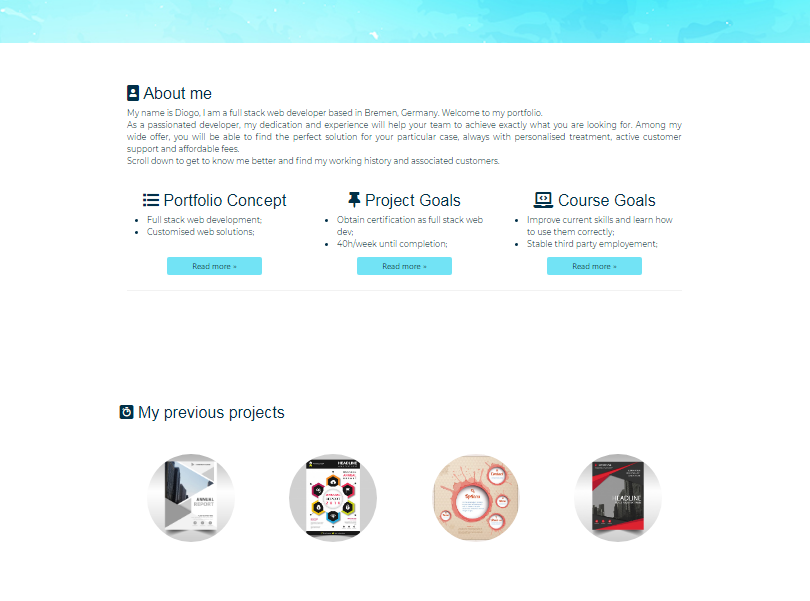 About me
My name is Diogo, I am a full stack web developer based in Bremen, Germany. Welcome to my portfolio.
As a passionated developer, my dedication and experience will help your team to achieve exactly what you are looking for. Among my
wide offer, you will be able to find the perfect solution for your particular case, always with personalised treatment, active customer
support and affordable fees.
Scroll down to get to know me better and find my working history and associated customers.
Portfolio Concept
Full stack web development;
Customised web solutions;
Read more »
Project Goals
Obtain certification as full stack web
dev;
40h/week until completion;
Read more »
Course Goals
Improve current skills and learn how
to use them correctly;
Stable third party employement;
Read more »
My previous projects
ANNUAL
REPORT
HEADLINE
HEADLINE